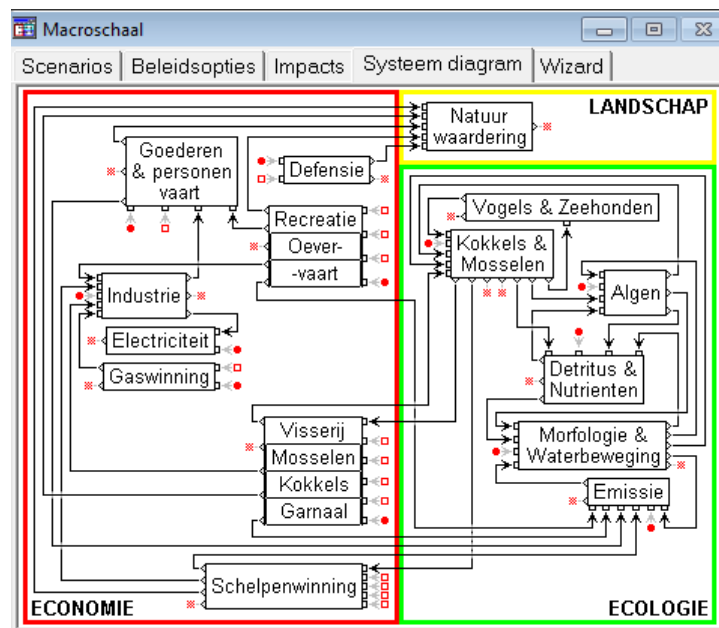 Macroschaal
Scenarios Beleidsopties Impacts Systeem diagram Wizard
LANDSCHAP
Natuur
waardering
Goederen
& personen
vaart
Defensie
Recreatie
Oever-
-vaart
Industrie
Electriciteit
Gaswinning
Visserij
Mosselen
Kokkels
Garnaal
Schelpenwinning
ECONOMIE
Vogels & Zeehonden
Kokkels &
Mosselen
Algen
Detritus &
Nutrienten
Morfologie &
Waterbeweging
Emissie
ECOLOGIE